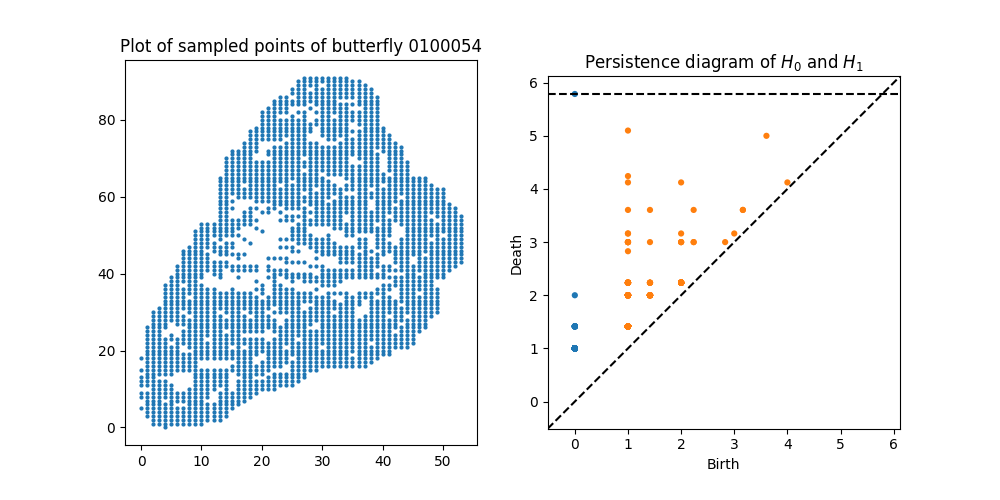 Plot of sampled points of butterfly 0100054
80
60
40
20
0
0 10 20 30 40 50
Persistence diagram of H₀ and H₁
6
5
4
3
2
1
0
Death
0 1 2 3 4 5 6
Birth